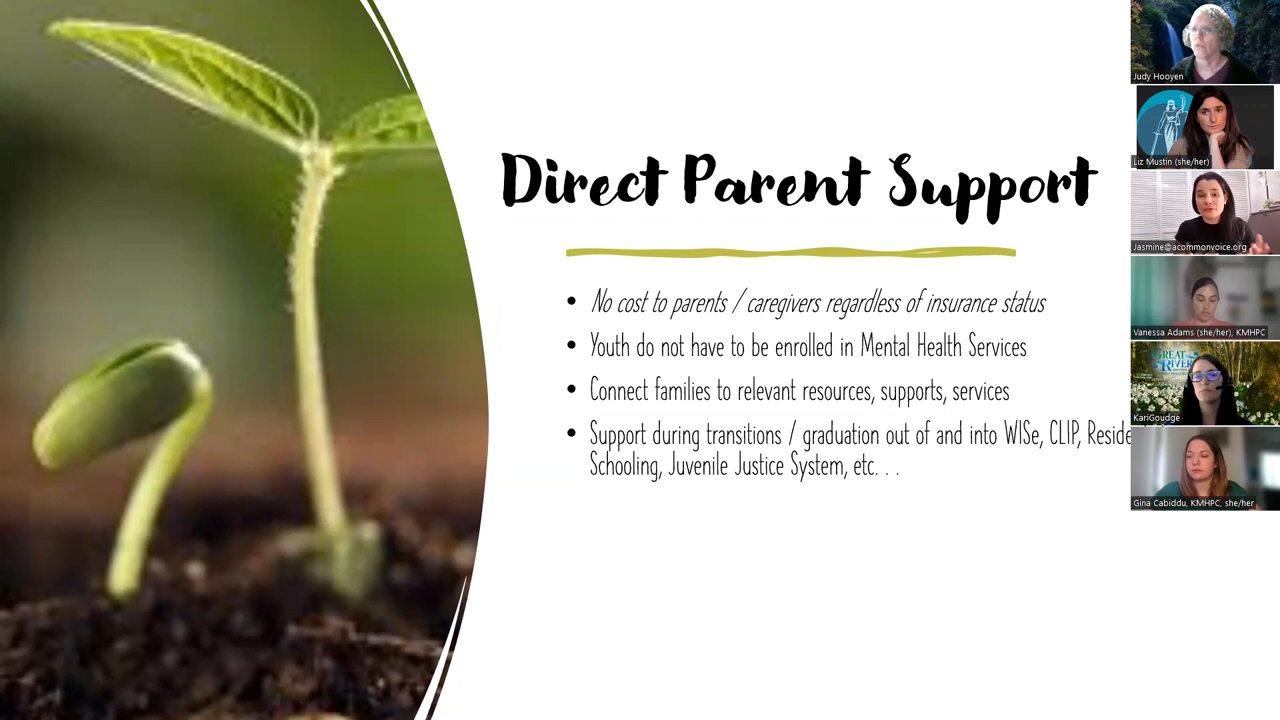 Direct Parent Support
• No cost to parents / caregivers regardless of insurance status
• Youth do not have to be enrolled in Mental Health Services
• Connect families to relevant resources, supports, services
• Support during transitions / graduation out of and into WISe, CLIP, Reside
Schooling, Juvenile Justice System, etc. . .
Judy Hooyen
Liz Mustin (she/her)
Jasmine@acommonvoice.org
Vanessa Adams (she/her), KMHPC
GREAT
RIVERS
KariGoudge
Gina Cabiddu, KMHPC, she/her